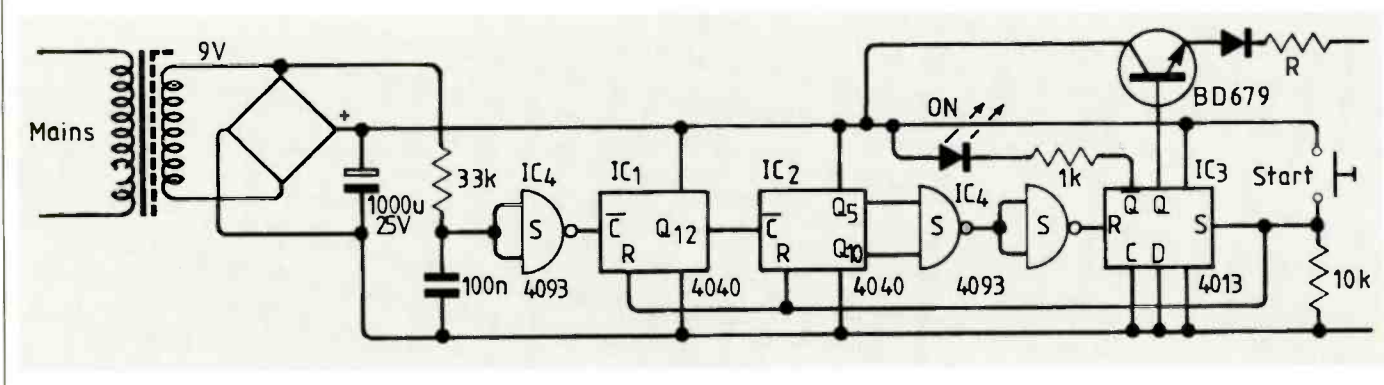 9V
Mains
+
1000u
25V
33k
100n
IC4
S
4093
IC1
C̅
R
Q12
4040
IC2
C̅
R
Q5
Q10
4040
ON
1k
IC4
S
S
4093
BD679
R
IC3
Q̅ Q
R
S
C D
4013
Start
10k